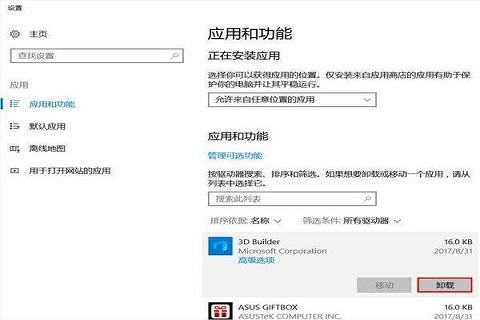 设置
主页
查找设置
应用
应用和功能
默认应用
离线地图
用于打开网站的应用
应用和功能
正在安装应用
选择你可以获得应用的位置。仅安装来自应用商店的应用有助于保护你的电脑并让其平稳运行。
允许来自任意位置的应用
应用和功能
管理可选功能
按驱动器搜索、排序和筛选。如果想要卸载或移动一个应用，请从列表中选择它。
搜索此列表
排序依据: 名称
筛选条件: 所有驱动器
3D Builder 16.0 KB
Microsoft Corporation 2017/8/31
高级选项
移动 卸载
ASUS GIFTBOX 16.0 KB
ASUSTeK COMPUTER INC. 2017/8/31